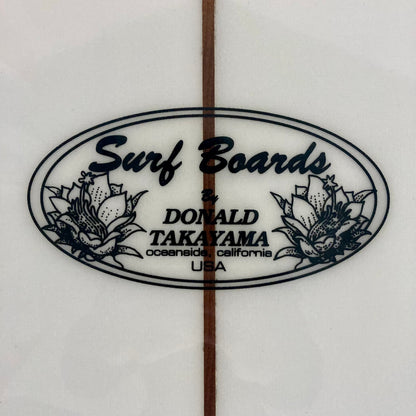 Surf Boards
By
DONALD
TAKAYAMA
oceanside, california
USA